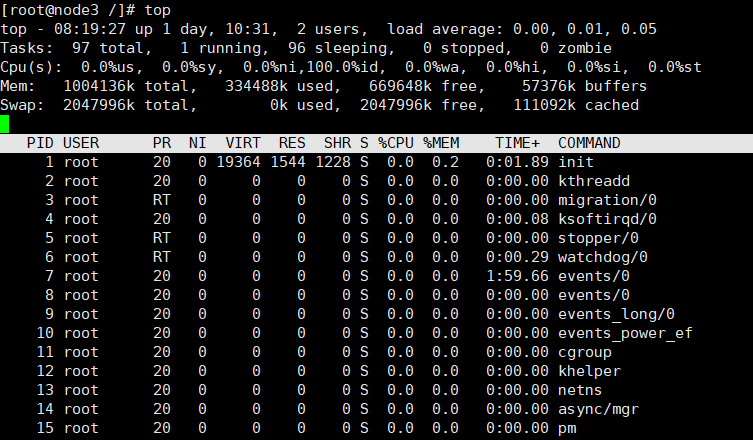 [root@node3 /]# top
top - 08:19:27 up 1 day, 10:31,  2 users,  load average: 0.00, 0.01, 0.05
Tasks:  97 total,   1 running,  96 sleeping,   0 stopped,   0 zombie
Cpu(s):  0.0%us,  0.0%sy,  0.0%ni,100.0%id,  0.0%wa,  0.0%hi,  0.0%si,  0.0%st
Mem:   1004136k total,   334488k used,   669648k free,    57376k buffers
Swap:  2047996k total,        0k used,  2047996k free,   111092k cached
PID USER      PR  NI  VIRT  RES  SHR S %CPU %MEM    TIME+  COMMAND
1 root      20   0 19364 1544 1228 S  0.0  0.2   0:01.89 init
2 root      20   0     0    0    0 S  0.0  0.0   0:00.00 kthreadd
3 root      RT   0     0    0    0 S  0.0  0.0   0:00.00 migration/0
4 root      20   0     0    0    0 S  0.0  0.0   0:00.08 ksoftirqd/0
5 root      RT   0     0    0    0 S  0.0  0.0   0:00.00 stopper/0
6 root      RT   0     0    0    0 S  0.0  0.0   0:00.29 watchdog/0
7 root      20   0     0    0    0 S  0.0  0.0   1:59.66 events/0
8 root      20   0     0    0    0 S  0.0  0.0   0:00.00 events/0
9 root      20   0     0    0    0 S  0.0  0.0   0:00.00 events_long/0
10 root      20   0     0    0    0 S  0.0  0.0   0:00.00 events_power_ef
11 root      20   0     0    0    0 S  0.0  0.0   0:00.00 cgroup
12 root      20   0     0    0    0 S  0.0  0.0   0:00.00 khelper
13 root      20   0     0    0    0 S  0.0  0.0   0:00.00 netns
14 root      20   0     0    0    0 S  0.0  0.0   0:00.00 async/mgr
15 root      20   0     0    0    0 S  0.0  0.0   0:00.00 pm